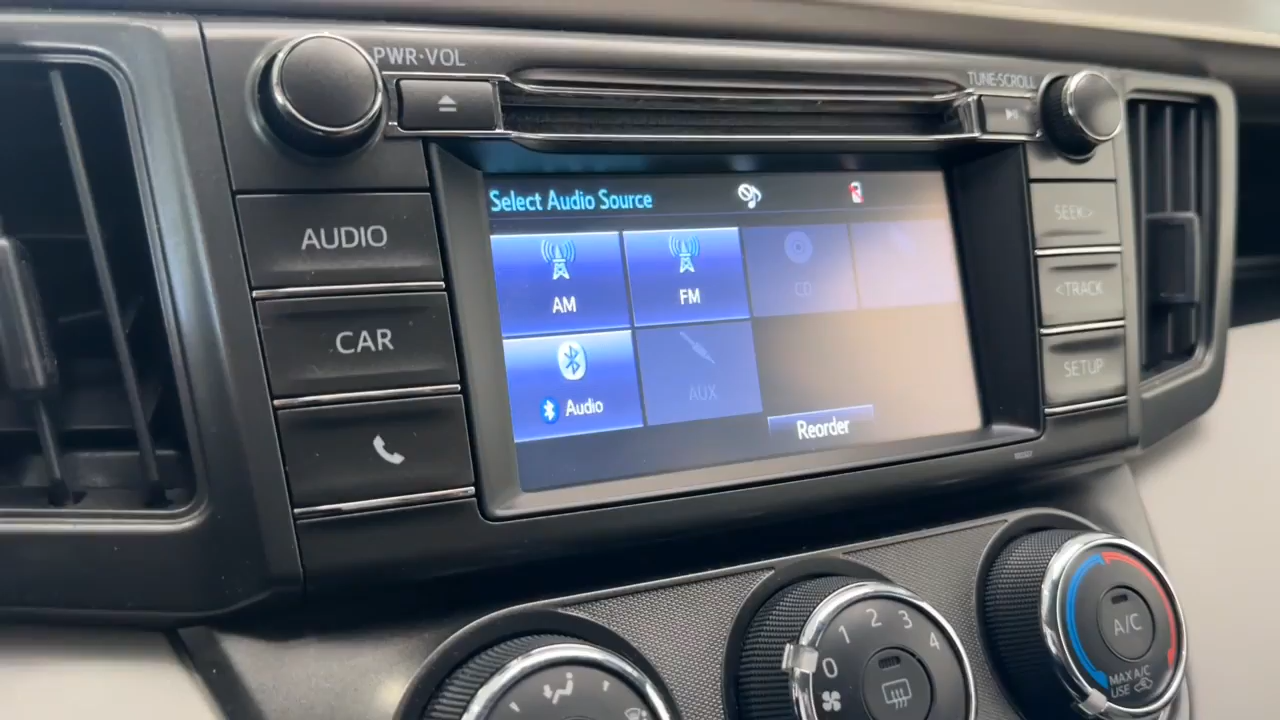 PWR·VOL
TUNE·SCROLL
AUDIO
CAR
Select Audio Source
AM
FM
CD
Audio
AUX
Reorder
SEEK>
<TRACK
SETUP
0
1
2
3
4
A/C
MAX A/C
USE